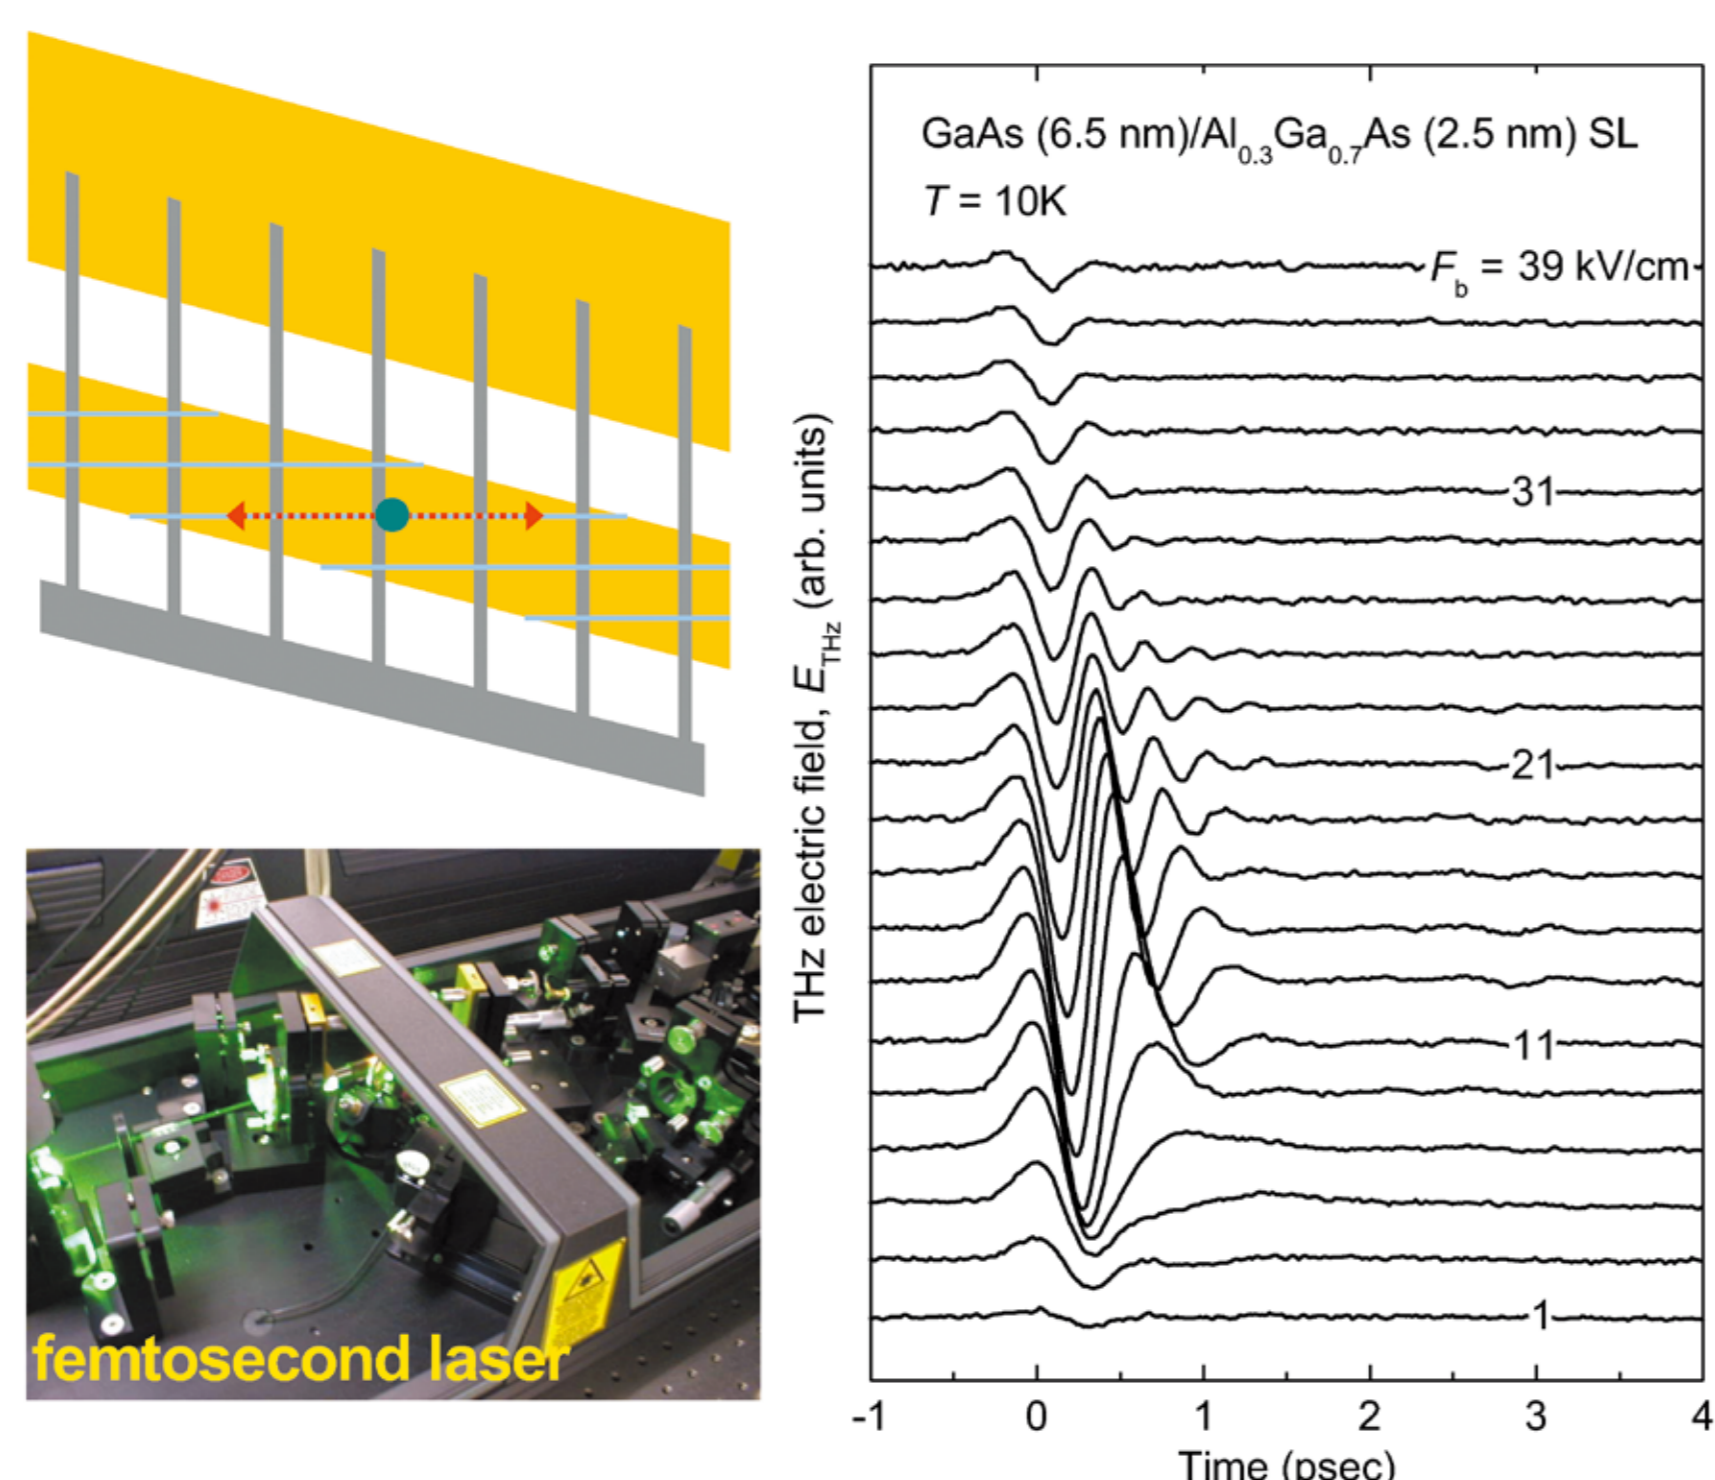 GaAs (6.5 nm)/Al0.3Ga0.7As (2.5 nm) SL
T = 10K
Fb = 39 kV/cm
31
21
11
1
THz electric field, ETHz (arb. units)
-1 0 1 2 3 4
Time (psec)
femtosecond laser